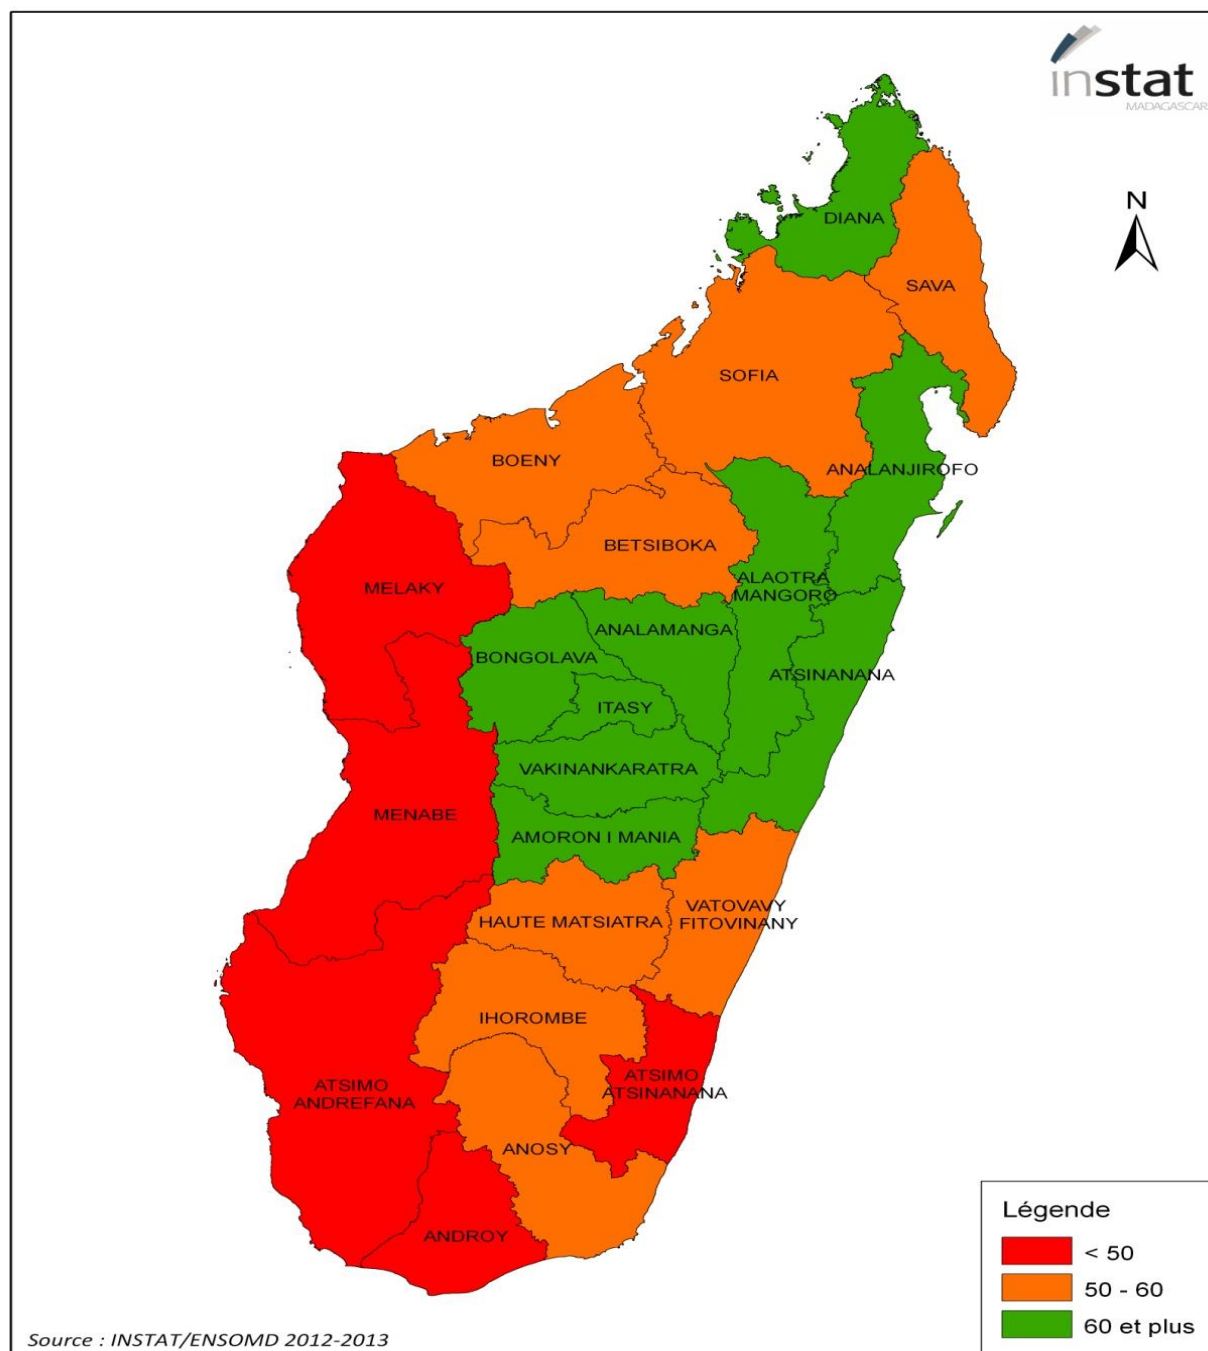 instat
MADAGASCAR
N
DIANA
SAVA
SOFIA
ANALANJIROFO
BOENY
BETSIBOKA
ALAOTRA
MANGORO
MELAKY
ANALAMANGA
BONGOLAVA
ATSINANANA
ITASY
VAKINANKARATRA
MENABE
AMORON I MANIA
VATOVAVY
FITOVINANY
HAUTE MATSIATRA
IHOROMBE
ATSIMO
ATSINANANA
ATSIMO
ANDREFANA
ANOSY
ANDROY
Légende
< 50
50 - 60
60 et plus
Source : INSTAT/ENSOMD 2012-2013